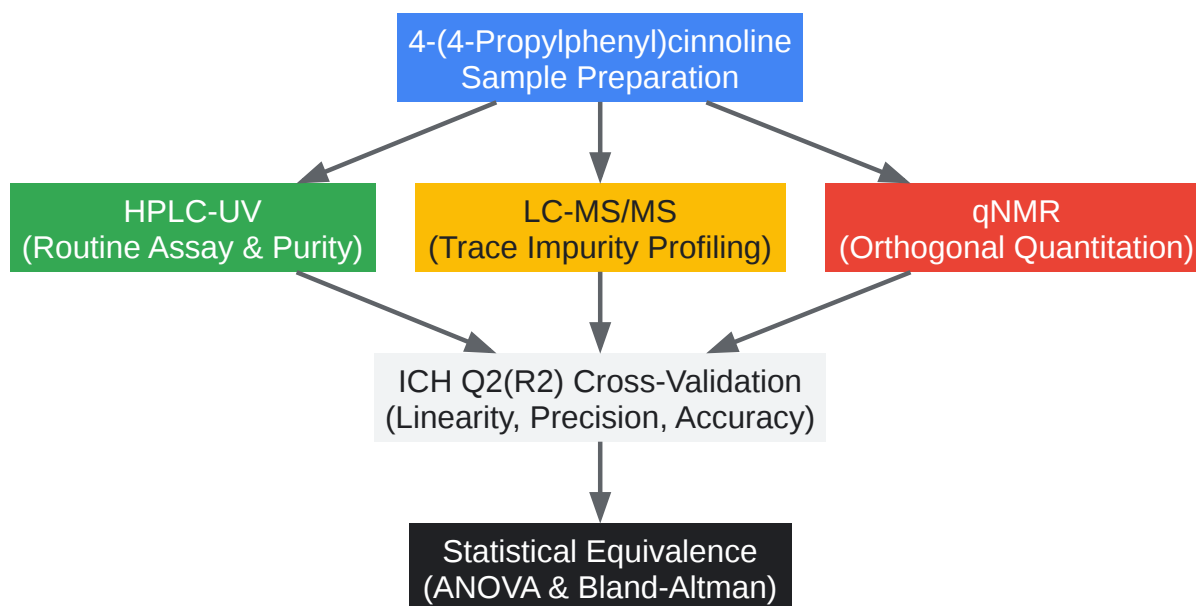 4-(4-Propylphenyl)cinnoline
Sample Preparation
HPLC-UV
(Routine Assay & Purity)
LC-MS/MS
(Trace Impurity Profiling)
qNMR
(Orthogonal Quantitation)
ICH Q2(R2) Cross-Validation
(Linearity, Precision, Accuracy)
Statistical Equivalence
(ANOVA & Bland-Altman)